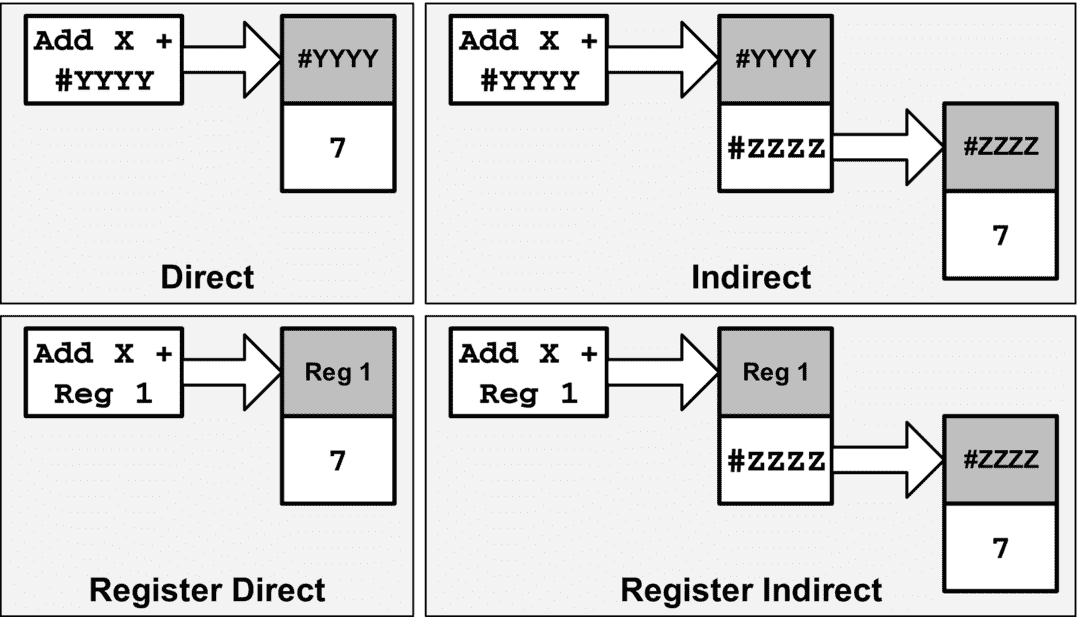 Add X +
#YYYY
#YYYY
7
Direct
Add X +
#YYYY
#YYYY
#ZZZZ
#ZZZZ
7
Indirect
Add X +
Reg 1
Reg 1
7
Register Direct
Add X +
Reg 1
Reg 1
#ZZZZ
#ZZZZ
7
Register Indirect